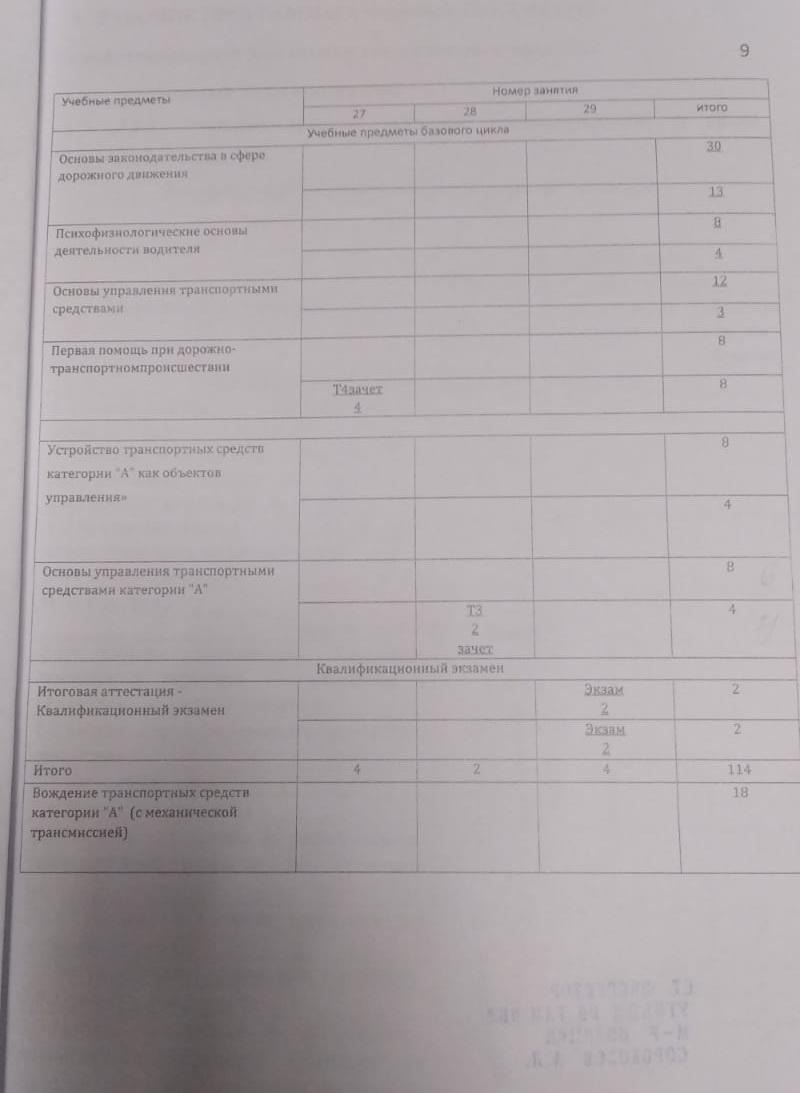 9
Учебные предметы
Номер занятия
27 28 29 итого
Учебные предметы базового цикла
Основы законодательства в сфере 30
дорожного движения
13
Психофизиологические основы 8
деятельности водителя 4
Основы управления транспортными 12
средствами 3
Первая помощь при дорожно- 8
транспортномпроисшествии
Т4зачет 8
4
Устройство транспортных средств 8
категории "А" как объектов
управления»
4
Основы управления транспортными 8
средствами категории "А"
Т3 4
2
зачет
Квалификационный экзамен
Итоговая аттестация - Экзам 2
Квалификационный экзамен 2
Экзам 2
2
Итого 4 2 4 114
Вождение транспортных средств 18
категории "А" (с механической
трансмиссией)